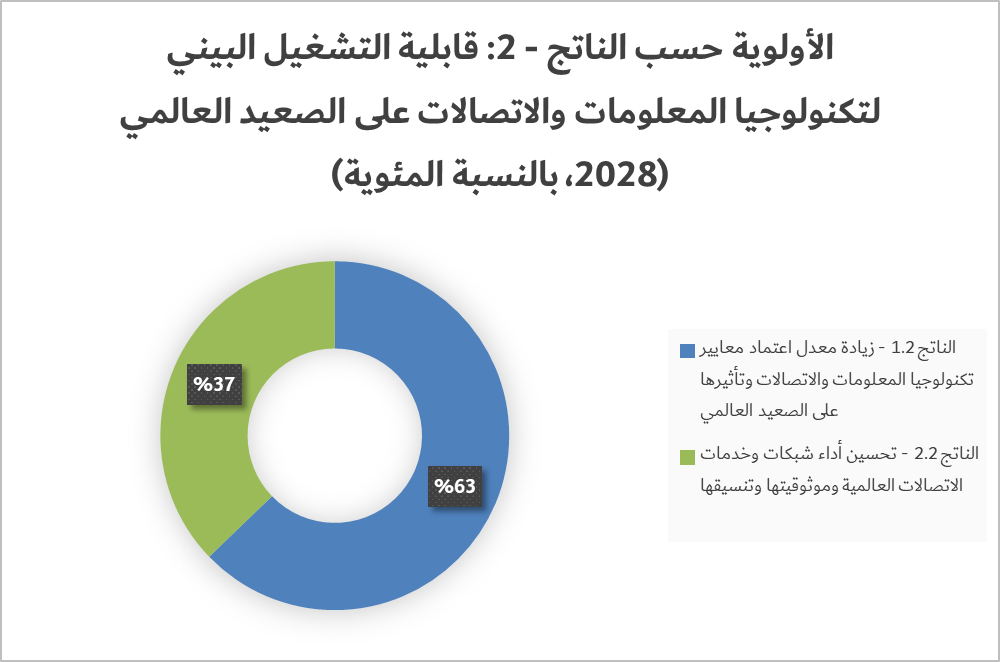 الأولوية حسب الناتج - 2: قابلية التشغيل البيني
لتكنولوجيا المعلومات والاتصالات على الصعيد العالمي
(2028، بالنسبة المئوية)
%37
%63
الناتج 1.2 - زيادة معدل اعتماد معايير
تكنولوجيا المعلومات والاتصالات وتأثيرها
على الصعيد العالمي
الناتج 2.2 - تحسين أداء شبكات وخدمات
الاتصالات العالمية وموثوقيتها وتنسيقها